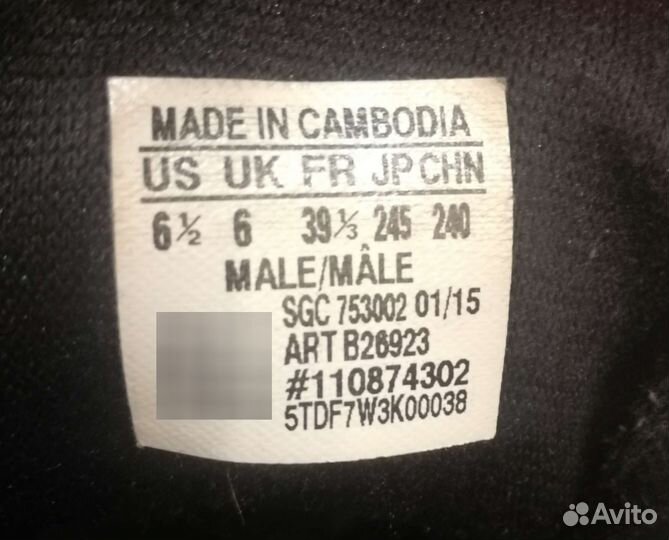 MADE IN CAMBODIA
US UK FR JP CHN
6½ 6 39⅓ 245 240
MALE/MÂLE
SGC 753002 01/15
ART B26923
#110874302
5TDF7W3K00038
Avito